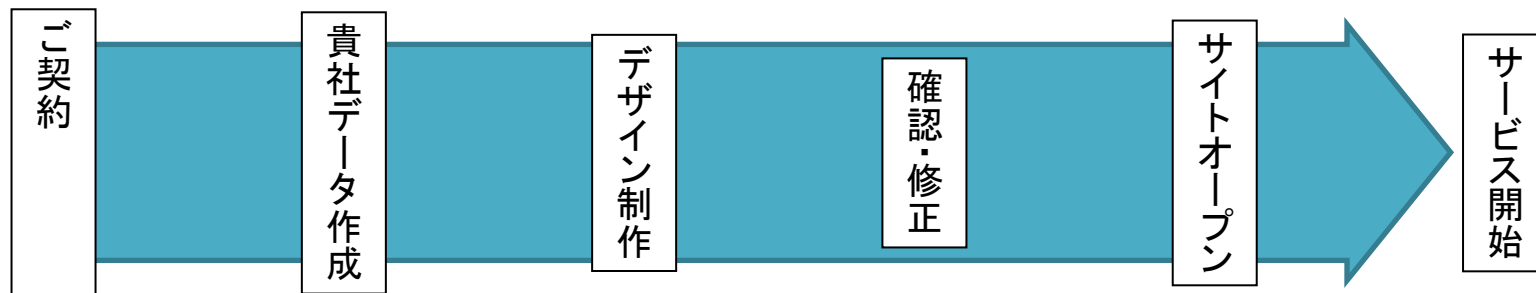 ご契約
貴社データ作成
デザイン制作
確認・修正
サイトオープン
サービス開始